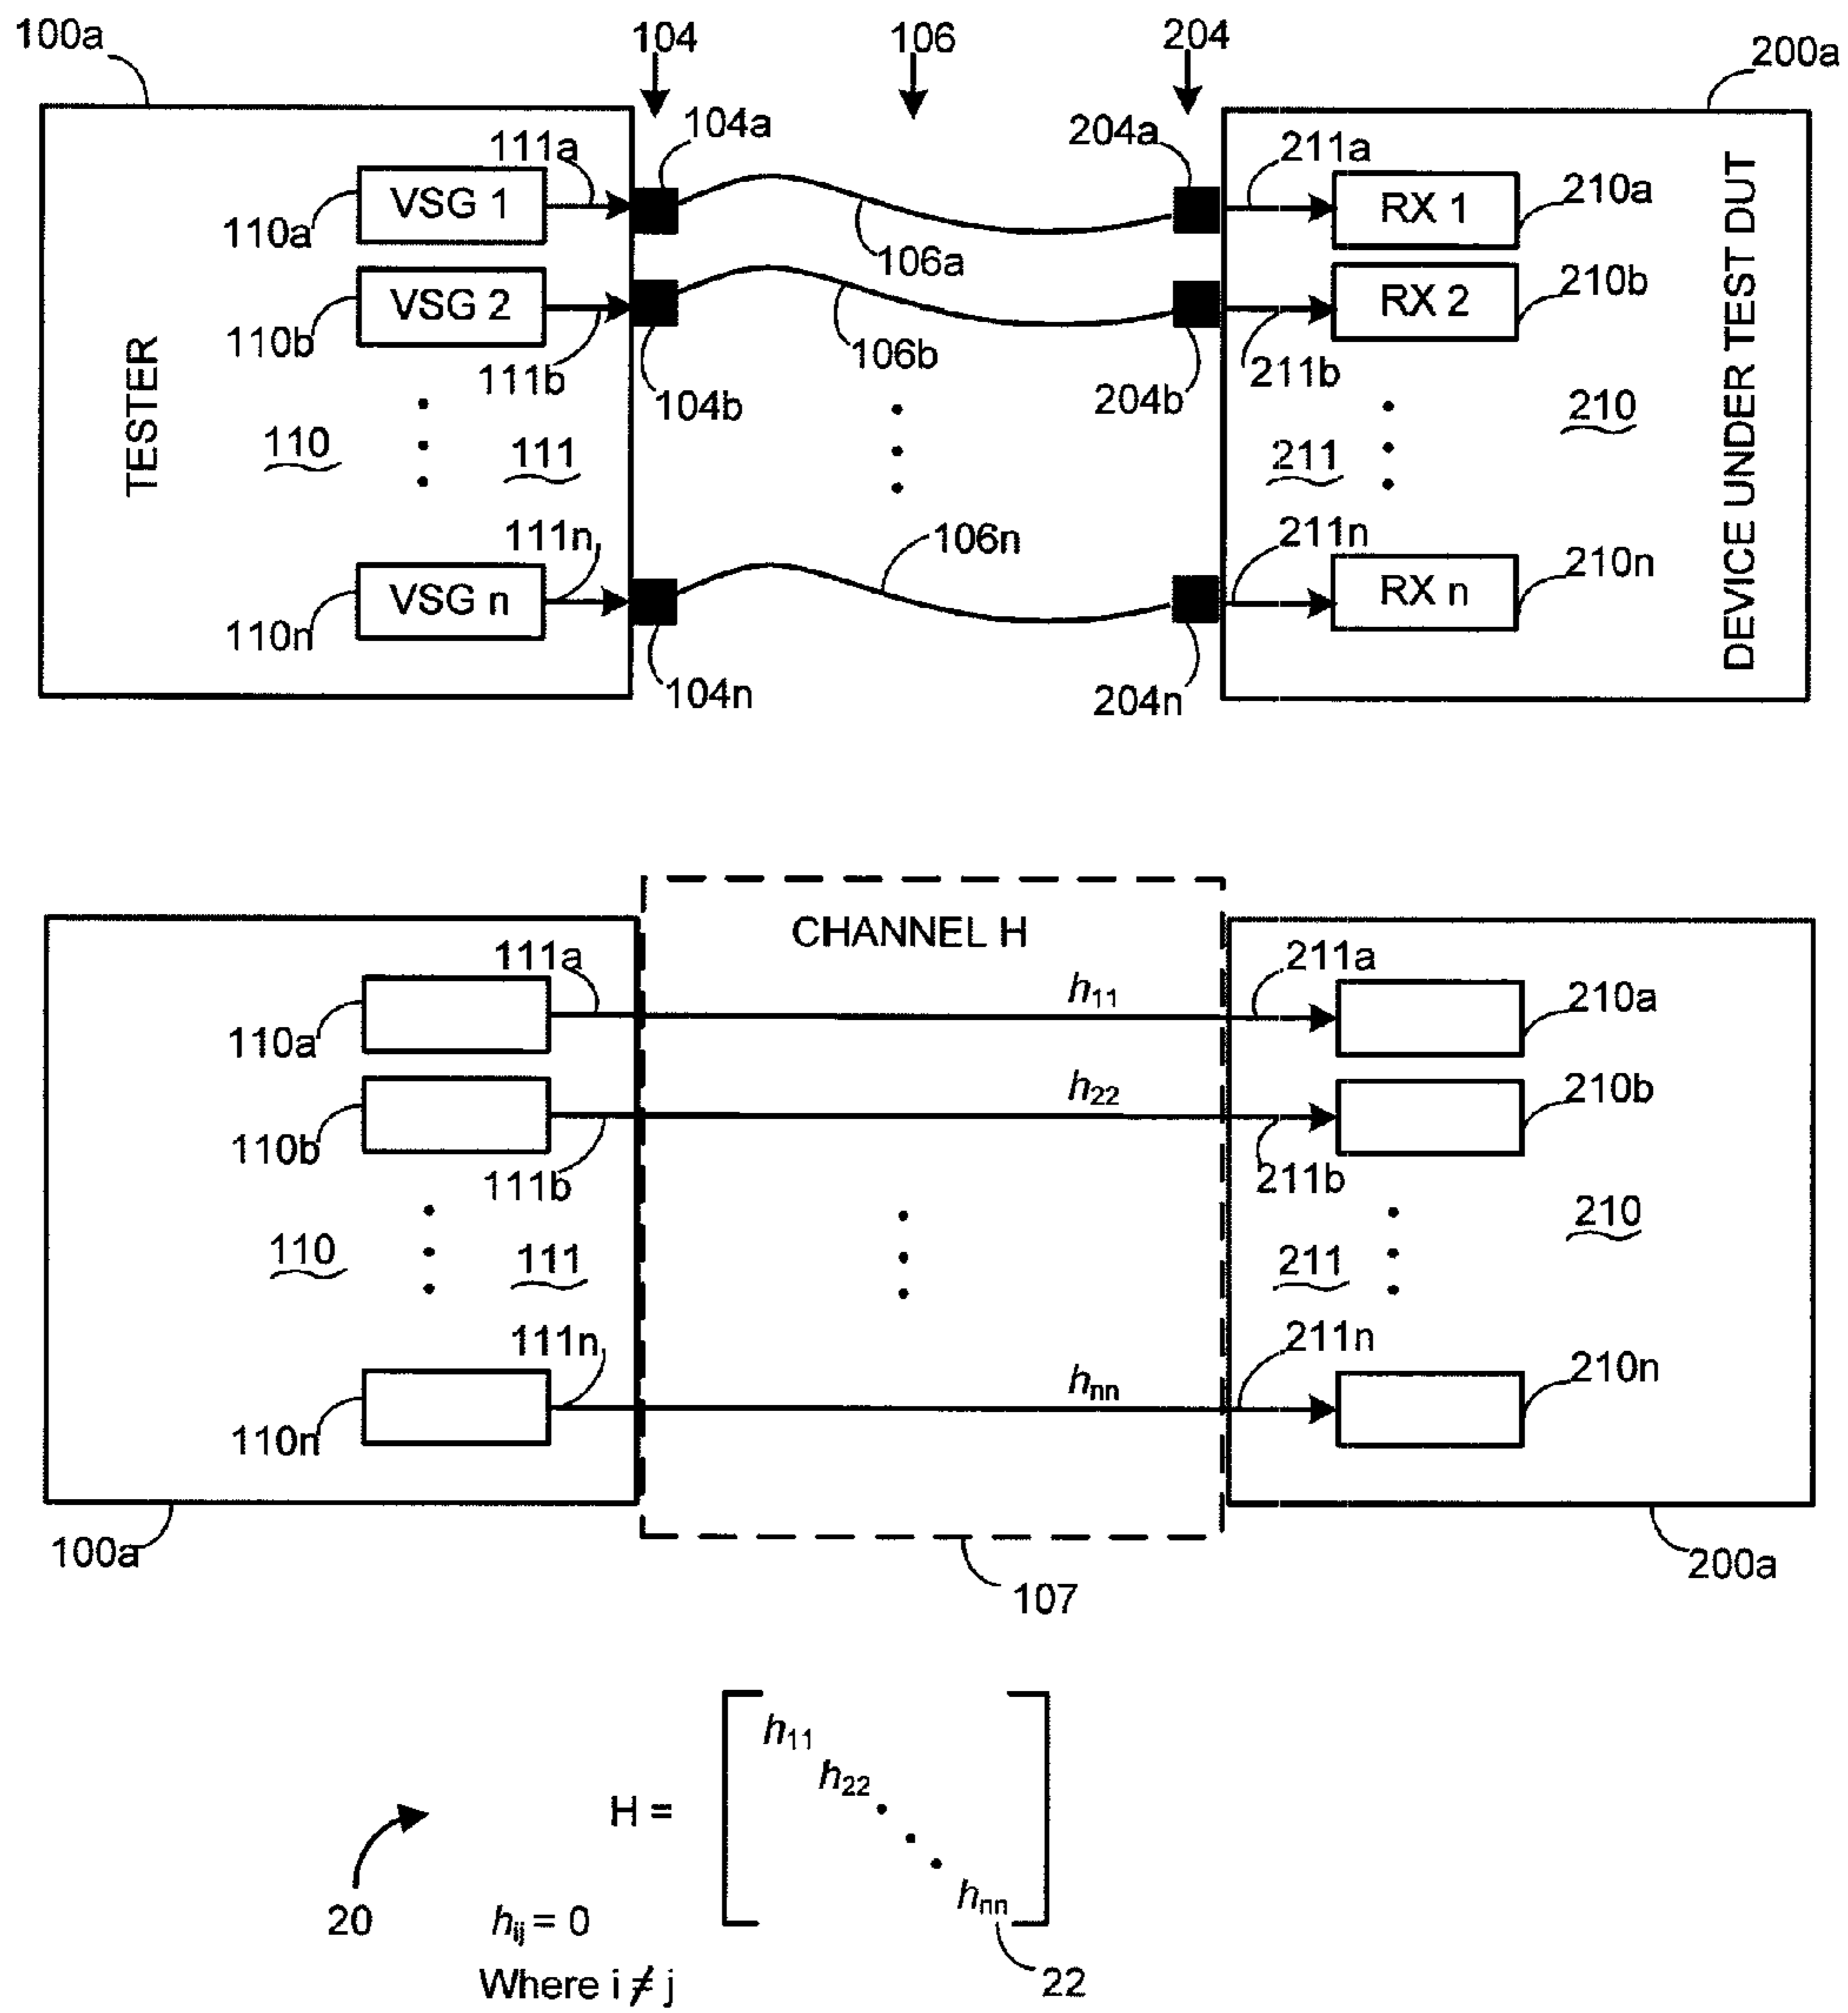 100a
104
106
204
200a
104a
204a
111a
211a
VSG 1
RX 1
210a
110a
106a
VSG 2
RX 2
210b
110b
106b
111b
211b
104b
204b
TESTER
110
111
211
210
DEVICE UNDER TEST DUT
111n
106n
211n
VSG n
RX n
210n
110n
104n
204n
CHANNEL H
111a
h11
211a
210a
110a
h22
210b
110b
111b
211b
110
111
211
210
111n
hnn
211n
210n
110n
100a
107
200a
h11
h22
H =
hnn
20
hij = 0
Where i ≠ j
22